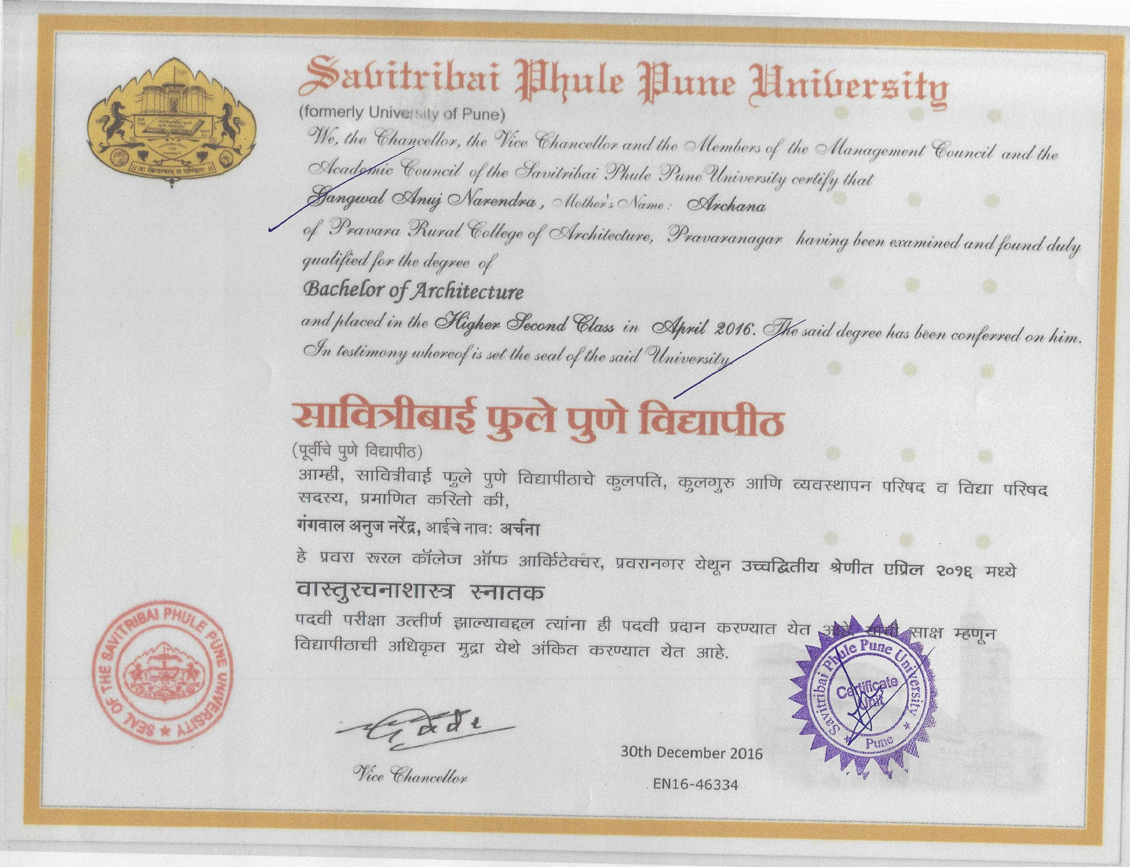 Savitribai Phule Pune University
(formerly University of Pune)
We, the Chancellor, the Vice Chancellor and the Members of the Management Council and the
Academic Council of the Savitribai Phule Pune University certify that
Gangwal Anuj Narendra, Mother's Name: Archana
of Pravara Rural College of Architecture, Pravaranagar having been examined and found duly
qualified for the degree of
Bachelor of Architecture
and placed in the Higher Second Class in April 2016. The said degree has been conferred on him.
In testimony whereof is set the seal of the said University
सावित्रीबाई फुले पुणे विद्यापीठ
(पूर्वीचे पुणे विद्यापीठ)
आम्ही, सावित्रीबाई फुले पुणे विद्यापीठाचे कुलपति, कुलगुरु आणि व्यवस्थापन परिषद व विद्या परिषद
सदस्य, प्रमाणित करितो की,
गंगवाल अनुज नरेंद्र, आईचे नावः अर्चना
हे प्रवरा रूरल कॉलेज ऑफ आर्किटेक्चर, प्रवरानगर येथून उच्चद्वितीय श्रेणीत एप्रिल २०१६ मध्ये
वास्तुरचनाशास्त्र स्नातक
पदवी परीक्षा उत्तीर्ण झाल्याबद्दल त्यांना ही पदवी प्रदान करण्यात येत आहे. साक्ष म्हणून
विद्यापीठाची अधिकृत मुद्रा येथे अंकित करण्यात येत आहे.
SEAL OF THE SAVITRIBAI PHULE PUNE UNIVERSITY
Savitribai Phule Pune University
Certificate
Unit
Pune
Vice Chancellor
30th December 2016
EN16-46334